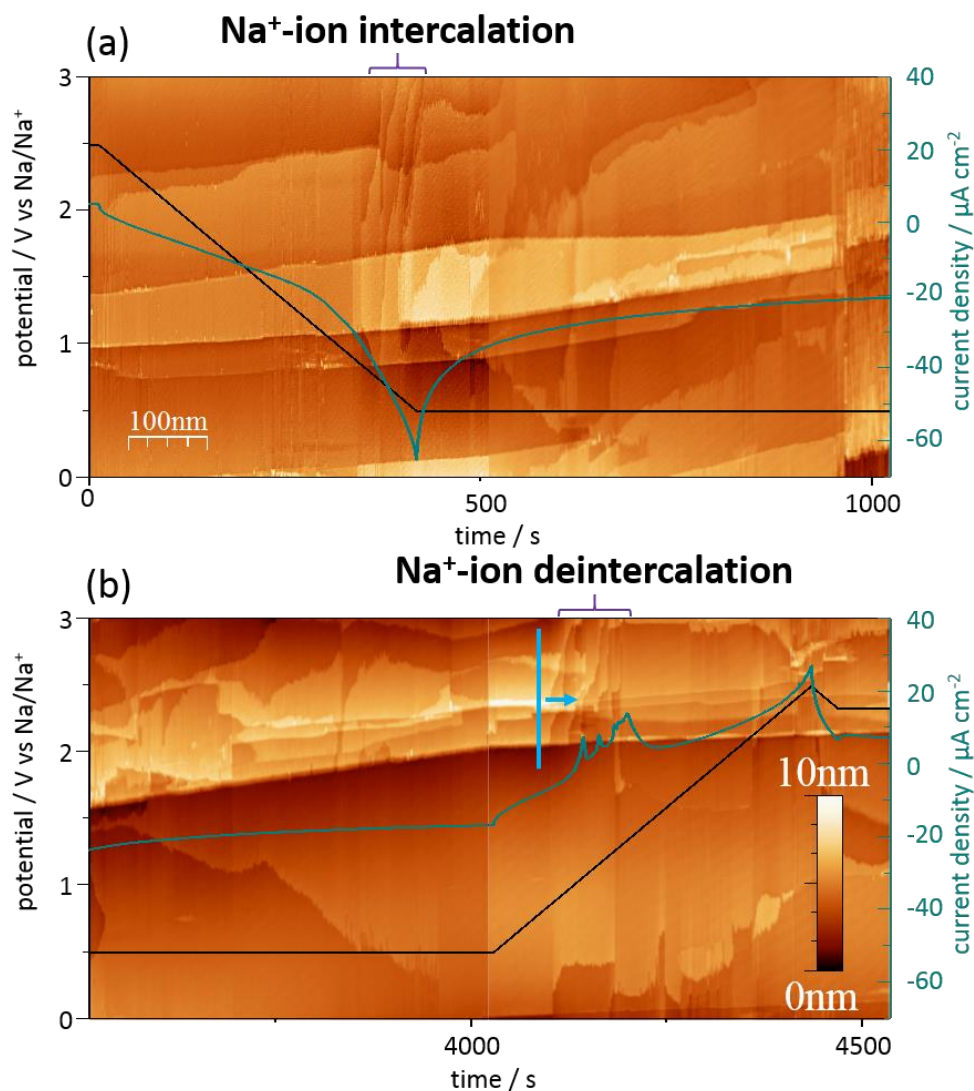 (a)
Na⁺-ion intercalation
potential / V vs Na/Na⁺
3
2
1
0
40
20
0
-20
-40
-60
current density / µA cm⁻²
100nm
0
500
1000
time / s
(b)
Na⁺-ion deintercalation
potential / V vs Na/Na⁺
3
2
1
0
40
20
0
-20
-40
-60
current density / µA cm⁻²
10nm
0nm
4000
4500
time / s